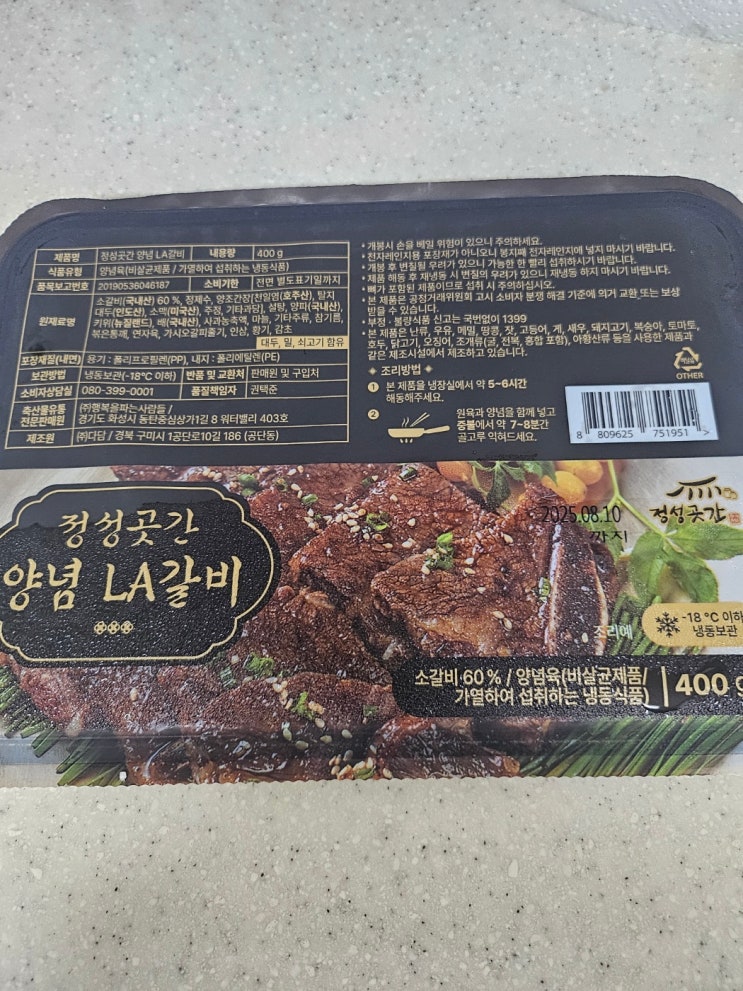 제품명 정성곳간 양념 LA갈비 내용량 400 g
식품유형 양념육(비살균제품 / 가열하여 섭취하는 냉동식품)
품목보고번호 20190536046187 소비기한 전면 별도표기일까지
원재료명
소갈비(국내산) 60 %, 정제수, 양조간장[천일염(호주산), 탈지
대두(인도산), 소맥(미국산), 주정, 기타과당], 설탕, 양파(국내산),
키위(뉴질랜드), 배(국내산), 사과농축액, 마늘, 기타주류, 참기름,
볶은통깨, 연자육, 가시오갈피줄기, 인삼, 황기, 감초
대두, 밀, 쇠고기 함유
포장재질(내면) 용기 : 폴리프로필렌(PP), 내지 : 폴리에틸렌(PE)
보관방법 냉동보관(-18℃ 이하) 반품 및 교환처 판매원 및 구입처
소비자상담실 080-399-0001 품질책임자 권택준
축산물유통
전문판매원
㈜행복을파는사람들 /
경기도 화성시 동탄중심상가1길 8 워터밸리 403호
제조원 ㈜다담 / 경북 구미시 1공단로10길 186 (공단동)
• 개봉시 손을 베일 위험이 있으니 주의하세요.
• 전자레인지용 포장재가 아니오니 봉지째 전자레인지에 넣지 마시기 바랍니다.
• 개봉 후 변질될 우려가 있으니 가능한 한 빨리 섭취하시기 바랍니다.
• 제품 해동 후 재냉동 시 변질의 우려가 있으니 재냉동 하지 마시기 바랍니다.
• 뼈가 포함된 제품이므로 섭취 시 주의하십시오.
• 본 제품은 공정거래위원회 고시 소비자 분쟁 해결 기준에 의거 교환 또는 보상
받을 수 있습니다.
• 부정 · 불량식품 신고는 국번없이 1399
• 본 제품은 난류, 우유, 메밀, 땅콩, 잣, 고등어, 게, 새우, 돼지고기, 복숭아, 토마토,
호두, 닭고기, 오징어, 조개류(굴, 전복, 홍합 포함), 아황산류 등을 사용한 제품과
같은 제조시설에서 제조하고 있습니다.
조리방법
1 본 제품을 냉장실에서 약 5~6시간
해동해주세요.
2 원육과 양념을 함께 넣고
중불에서 약 7~8분간
골고루 익혀드세요.
OTHER
8 809625 751951 >
정성곳간
양념 LA갈비
2025.08.10
까지
정성곳간
조리예
-18 ℃ 이하
냉동보관
소갈비 60 % / 양념육(비살균제품/
가열하여 섭취하는 냉동식품)
400 g